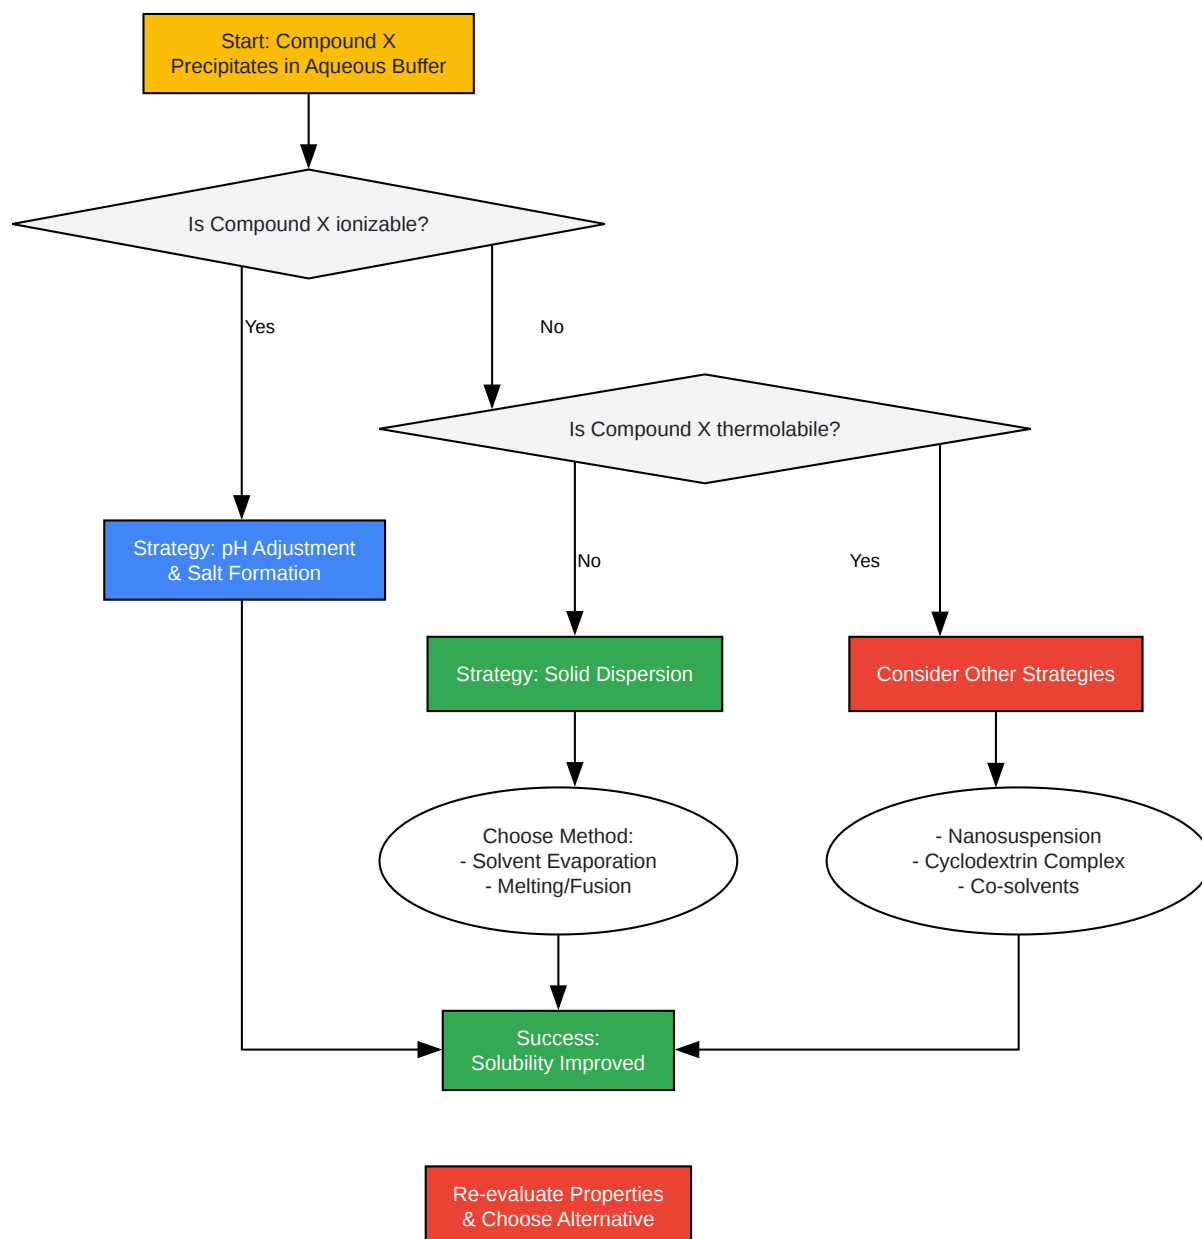 Start: Compound X
Precipitates in Aqueous Buffer
Is Compound X ionizable?
Yes
No
Is Compound X thermolabile?
Strategy: pH Adjustment
& Salt Formation
No
Yes
Strategy: Solid Dispersion
Consider Other Strategies
Choose Method:
- Solvent Evaporation
- Melting/Fusion
- Nanosuspension
- Cyclodextrin Complex
- Co-solvents
Success:
Solubility Improved
Re-evaluate Properties
& Choose Alternative